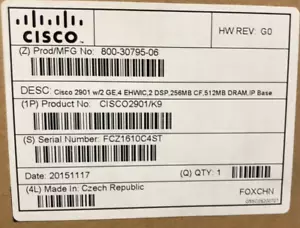 CISCO
HW REV: G0
(Z) Prod/MFG No: 800-30795-06
DESC: Cisco 2901 w/2 GE,4 EHWIC,2 DSP,256MB CF,512MB DRAM,IP Base
(1P) Product No: CISCO2901/K9
(S) Serial Number: FCZ1610C4ST
Date: 20151117
(Q) QTY: 1
(4L) Made In: Czech Republic
FOXCHN